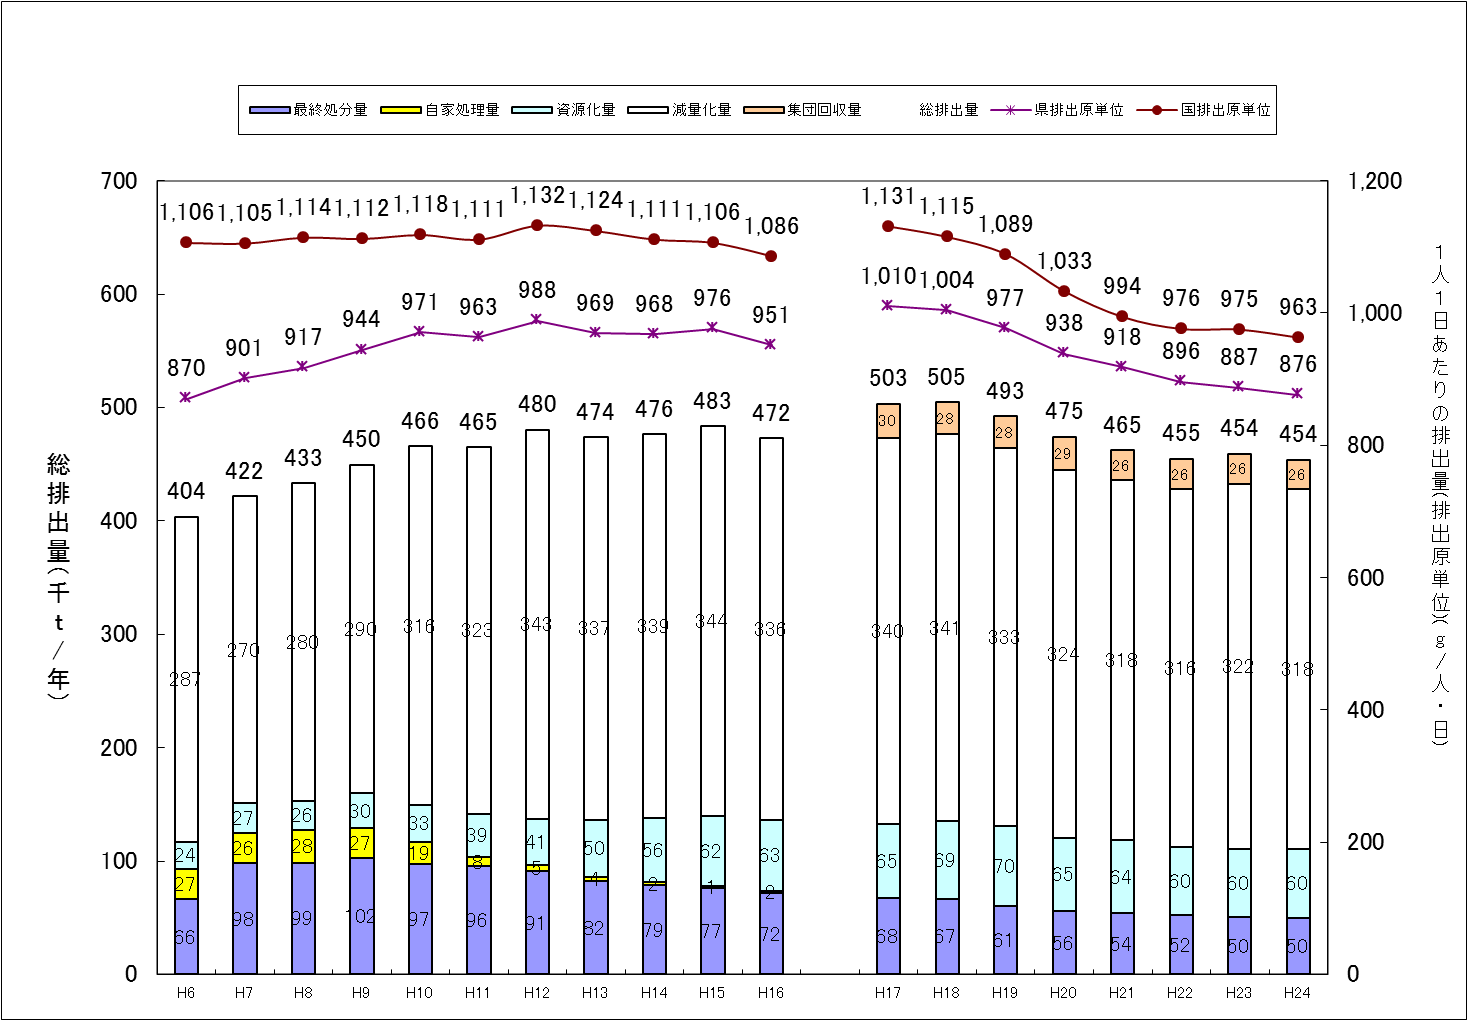 最終処分量 自家処理量 資源化量 減量化量 集団回収量 総排出量 県排出原単位 国排出原単位
700
600
500
400
300
200
100
0
総排出量(千t/年)
1,106 1,105 1,114 1,112 1,118 1,111 1,132 1,124 1,111 1,106 1,086 1,131 1,115 1,089 1,033 994 976 975 963
870 901 917 944 971 963 988 969 968 976 951 1,010 1,004 977 938 918 896 887 876
404 422 433 450 466 465 480 474 476 483 472 503 505 493 475 465 455 454 454
30 28 28 29 26 26 26 26
287 270 280 290 316 323 343 337 339 344 336 340 341 333 324 318 316 322 318
24 27 26 30 33 39 41 50 56 62 63 65 69 70 65 64 60 60 60
27 26 28 27 19 8 5 4 2 1 2
66 98 99 102 97 96 91 82 79 77 72 68 67 61 56 54 52 50 50
H6 H7 H8 H9 H10 H11 H12 H13 H14 H15 H16 H17 H18 H19 H20 H21 H22 H23 H24
1,200
1,000
800
600
400
200
0
1人1日あたりの排出量(排出原単位)(g/人・日)